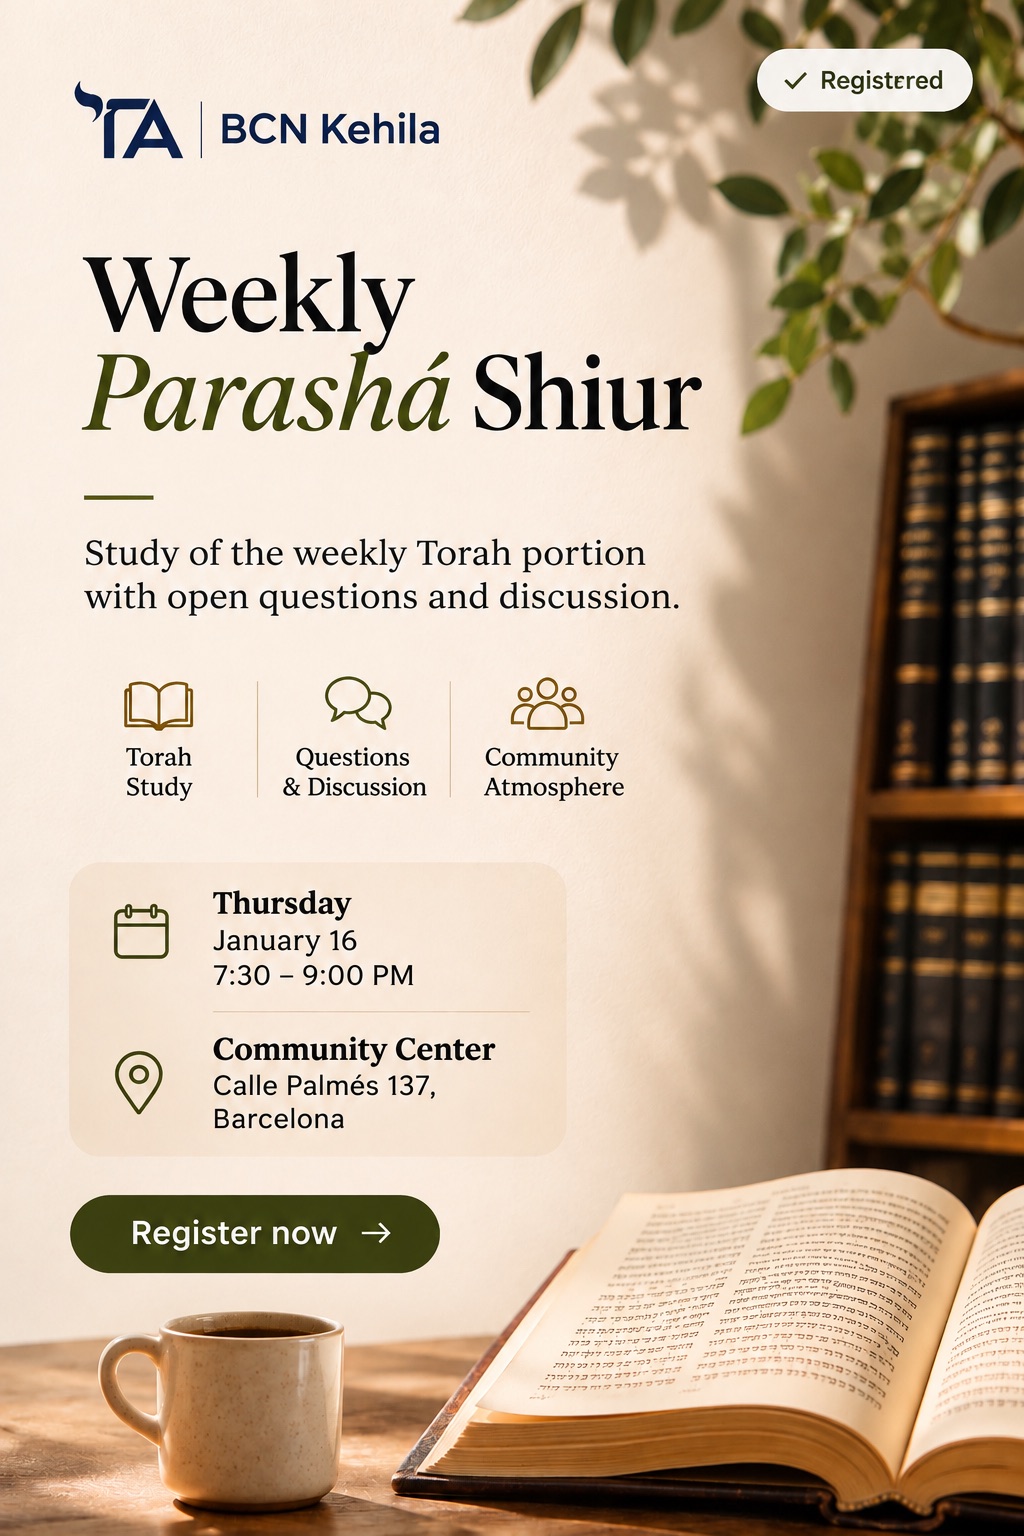 TA | BCN Kehila
Registered
Weekly
Parashá Shiur
Study of the weekly Torah portion
with open questions and discussion.
Torah
Study
Questions
& Discussion
Community
Atmosphere
Thursday
January 16
7:30 – 9:00 PM
Community Center
Calle Palmés 137,
Barcelona
Register now →